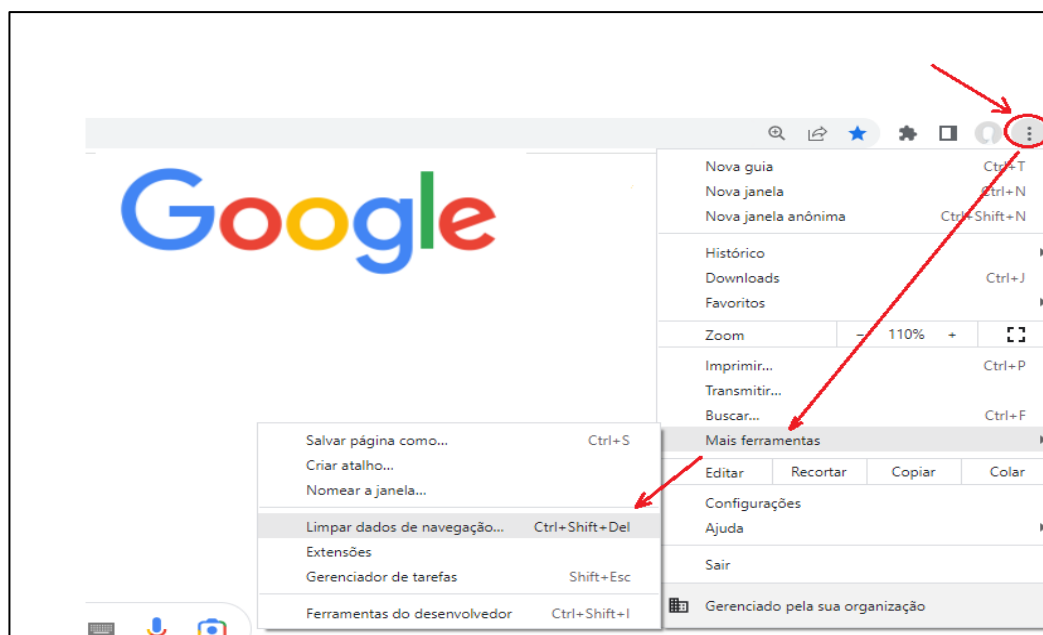 Google
Nova guia Ctrl+T
Nova janela Ctrl+N
Nova janela anônima Ctrl+Shift+N
Histórico
Downloads Ctrl+J
Favoritos
Zoom - 110% +
Imprimir... Ctrl+P
Transmitir...
Buscar... Ctrl+F
Mais ferramentas
Editar Recortar Copiar Colar
Configurações
Ajuda
Sair
Gerenciado pela sua organização
Salvar página como... Ctrl+S
Criar atalho...
Nomear a janela...
Limpar dados de navegação... Ctrl+Shift+Del
Extensões
Gerenciador de tarefas Shift+Esc
Ferramentas do desenvolvedor Ctrl+Shift+I